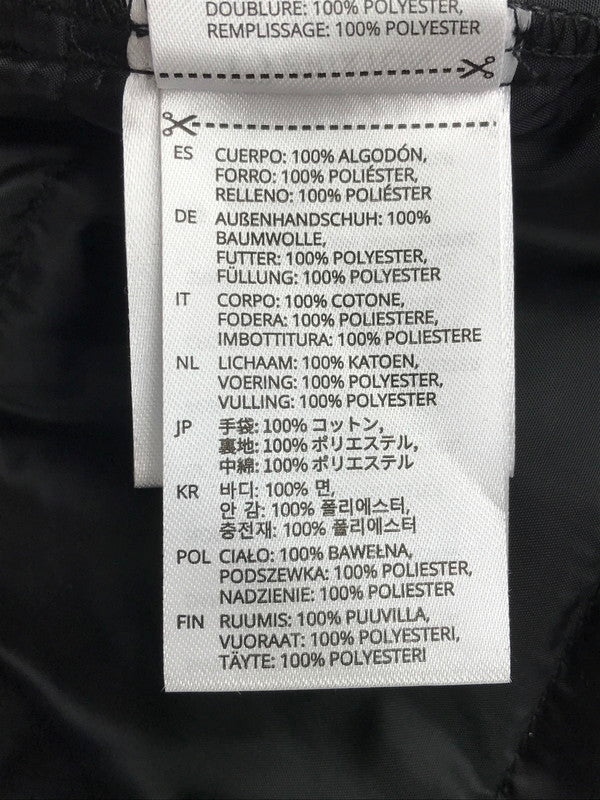 DOUBLURE: 100% POLYESTER,
REMPLISSAGE: 100% POLYESTER
ES CUERPO: 100% ALGODÓN,
FORRO: 100% POLIÉSTER,
RELLENO: 100% POLIÉSTER
DE AUẞENHANDSCHUH: 100%
BAUMWOLLE,
FUTTER: 100% POLYESTER,
FÜLLUNG: 100% POLYESTER
IT CORPO: 100% COTONE,
FODERA: 100% POLIESTERE,
IMBOTTITURA: 100% POLIESTERE
NL LICHAAM: 100% KATOEN,
VOERING: 100% POLYESTER,
VULLING: 100% POLYESTER
JP 手袋: 100% コットン,
裏地: 100% ポリエステル,
中綿: 100% ポリエステル
KR 바디: 100% 면,
안 감: 100% 폴리에스터,
충전재: 100% 폴리에스터
POL CIAŁO: 100% BAWEŁNA,
PODSZEWKA: 100% POLIESTER,
NADZIENIE: 100% POLIESTER
FIN RUUMIS: 100% PUUVILLA,
VUORAAT: 100% POLYESTERI,
TÄYTE: 100% POLYESTERI